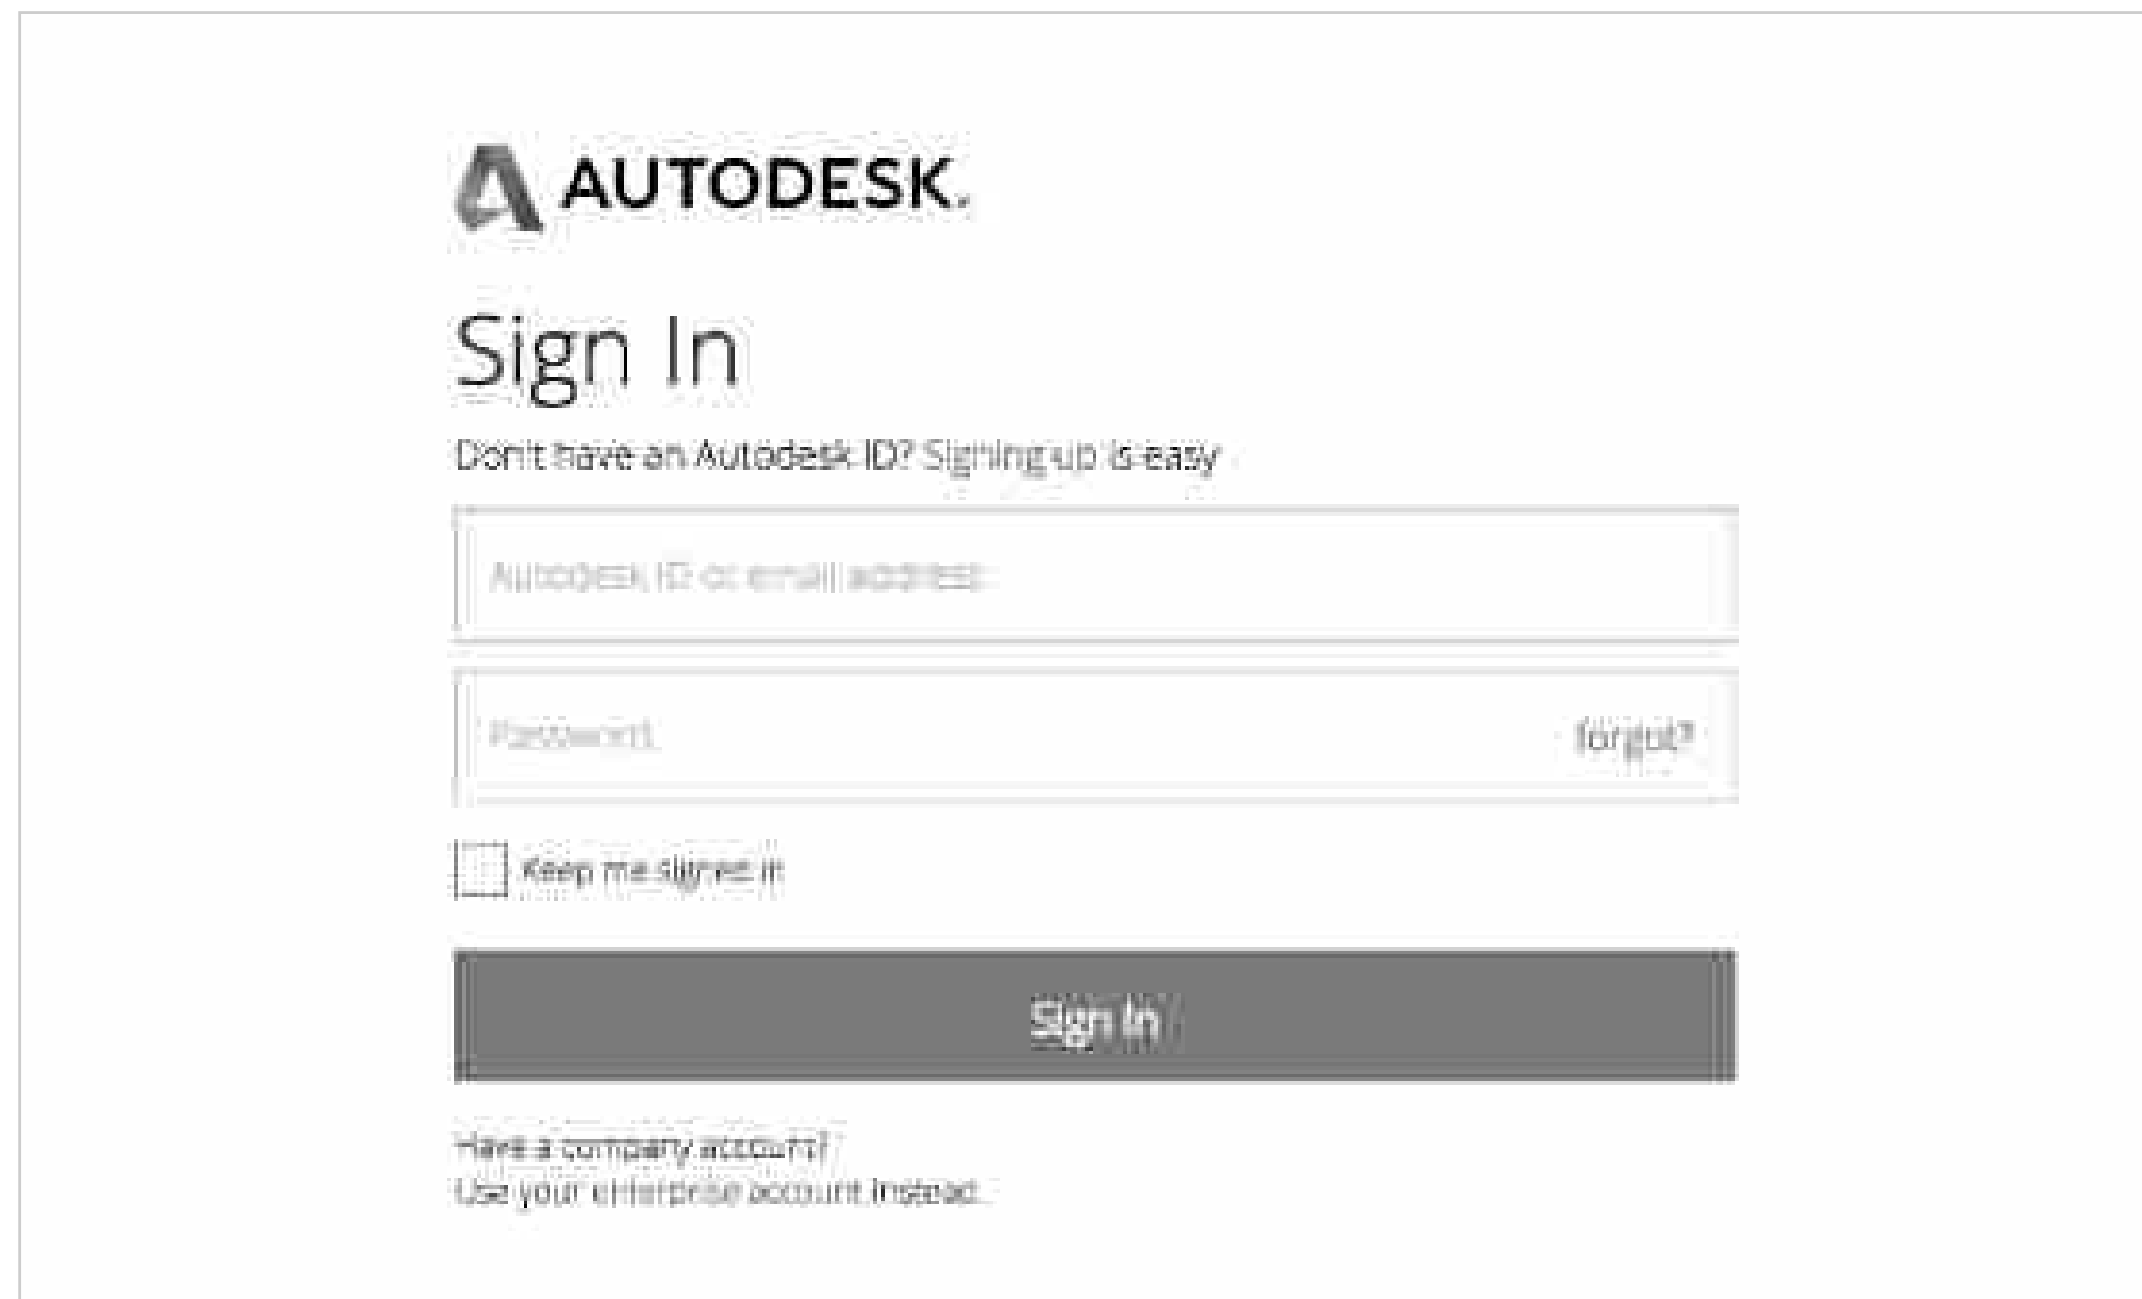 AUTODESK.
Sign In
Don't have an Autodesk ID? Signing up is easy
Autodesk ID or email address
Password
forgot?
Keep me signed in
Sign In
Have a company account?
Use your enterprise account instead.